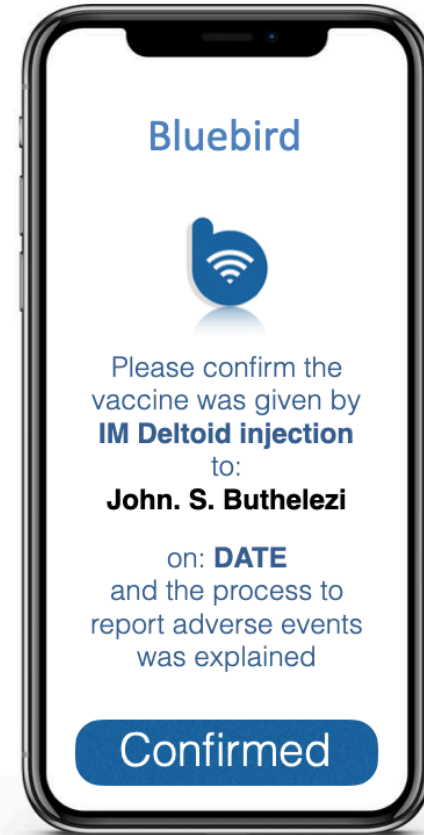 Bluebird
Please confirm the
vaccine was given by
IM Deltoid injection
to:
John. S. Buthelezi
on: DATE
and the process to
report adverse events
was explained
Confirmed